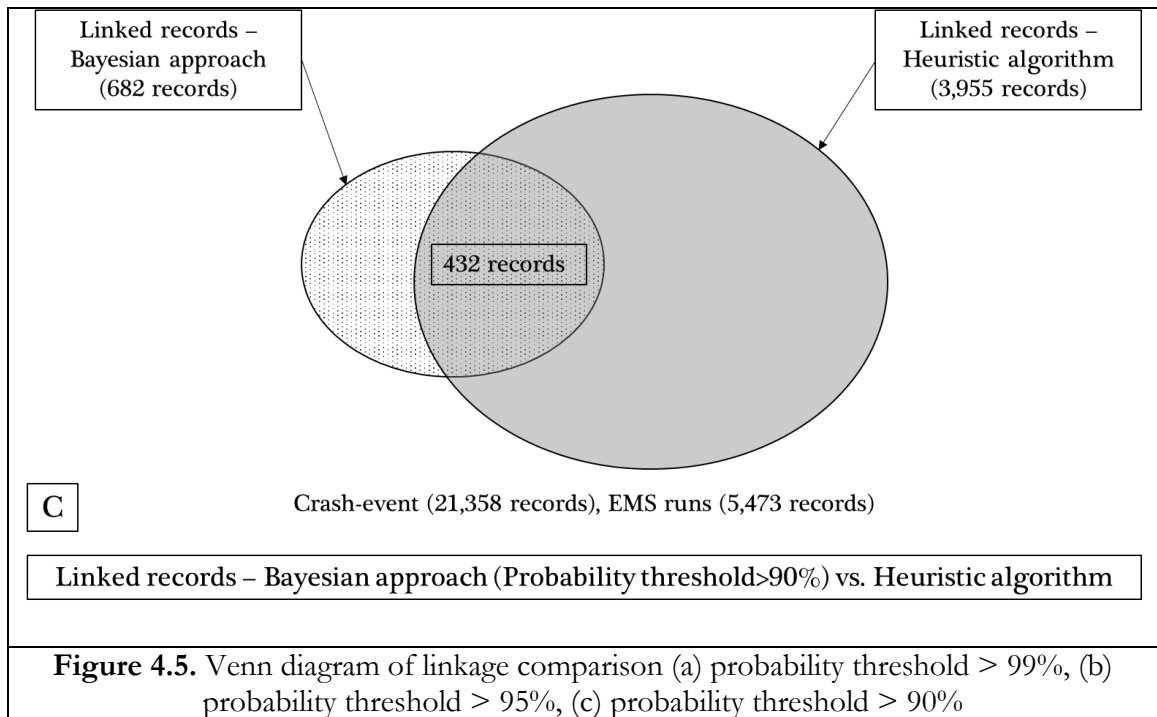 Linked records –
Bayesian approach
(682 records)
Linked records –
Heuristic algorithm
(3,955 records)
432 records
C
Crash-event (21,358 records), EMS runs (5,473 records)
Linked records – Bayesian approach (Probability threshold>90%) vs. Heuristic algorithm
Figure 4.5. Venn diagram of linkage comparison (a) probability threshold > 99%, (b)
probability threshold > 95%, (c) probability threshold > 90%